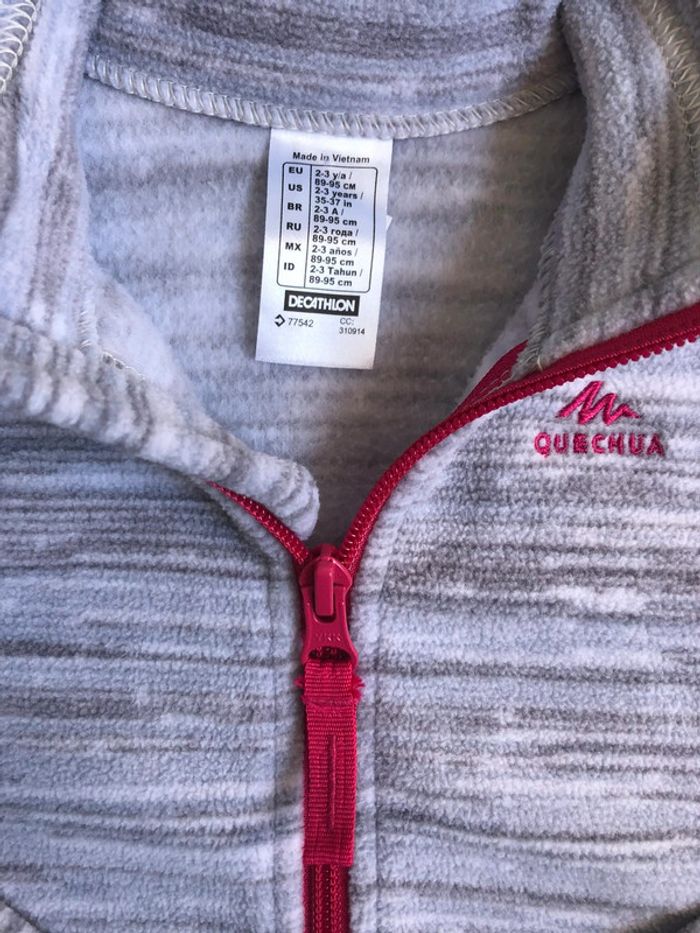 Made in Vietnam
EU 2-3 y/a / 89-95 CM
US 2-3 years / 35-37 in
BR 2-3 A / 89-95 cm
RU 2-3 года / 89-95 cm
MX 2-3 años / 89-95 cm
ID 2-3 Tahun / 89-95 cm
DECATHLON
77542 CC: 310914
QUECHUA